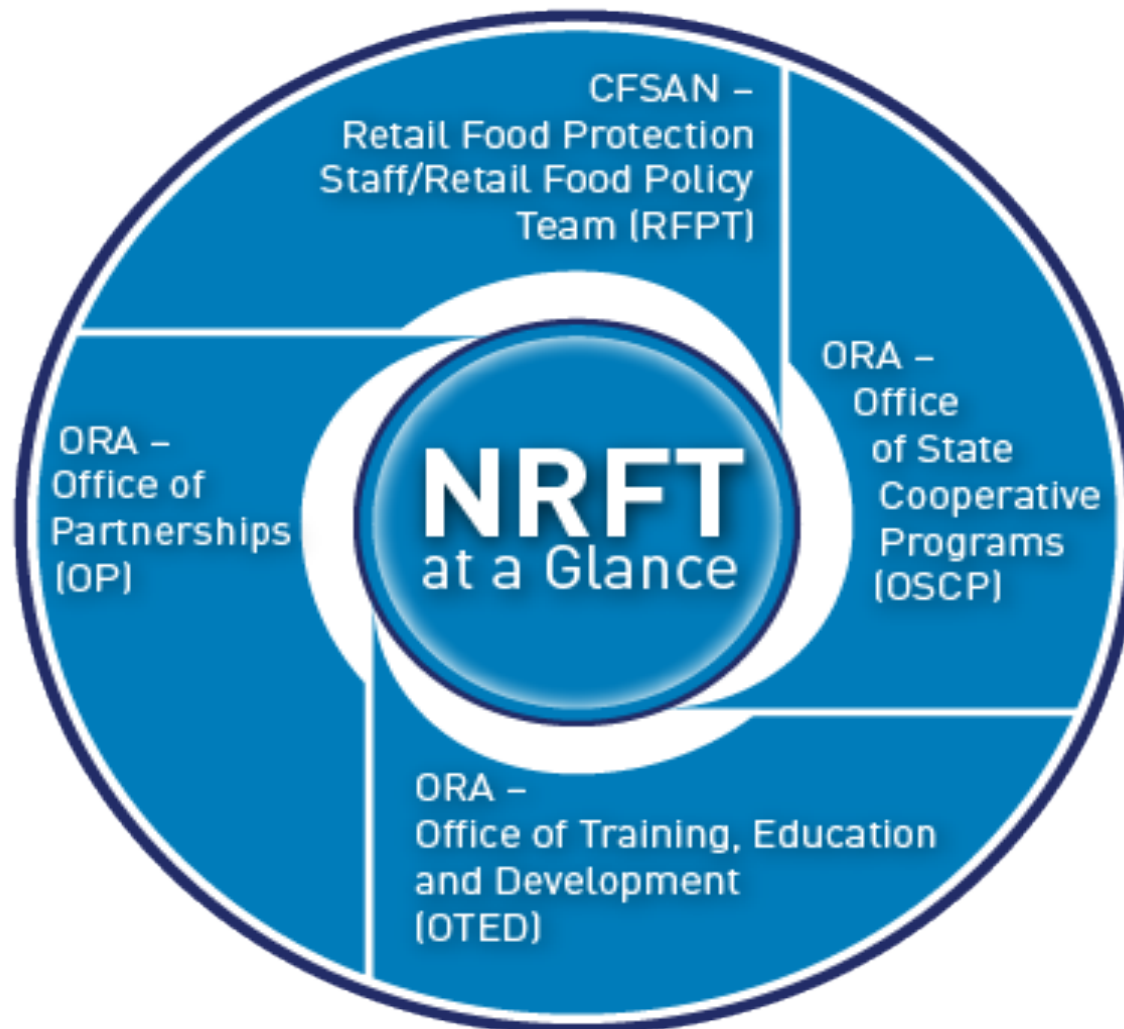 CFSAN –
Retail Food Protection
Staff/Retail Food Policy
Team (RFPT)
ORA –
Office
of State
Cooperative
Programs
(OSCP)
ORA –
Office of
Partnerships
(OP)
NRFT
at a Glance
ORA –
Office of Training, Education
and Development
(OTED)